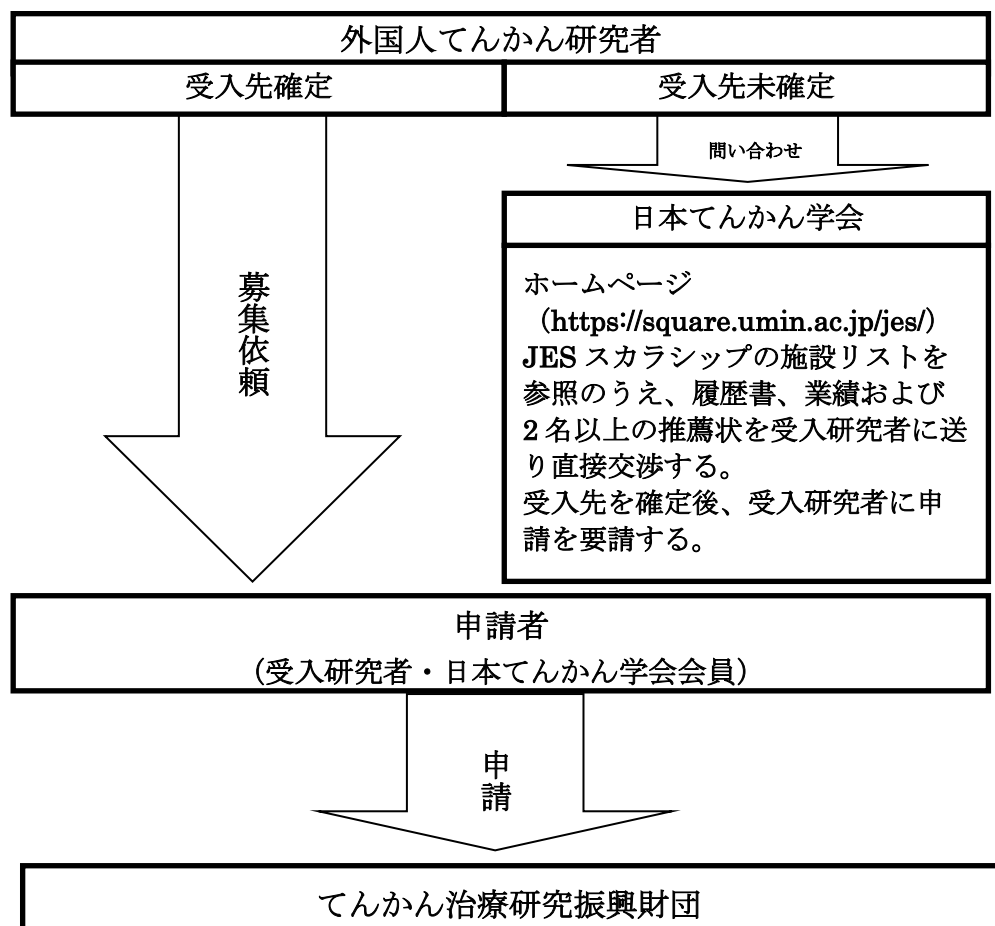 外国人てんかん研究者
受入先確定
受入先未確定
問い合わせ
日本てんかん学会
ホームページ
（https://square.umin.ac.jp/jes/）
JES スカラシップの施設リストを
参照のうえ、履歴書、業績および
2 名以上の推薦状を受入研究者に送
り直接交渉する。
受入先を確定後、受入研究者に申
請を要請する。
募集依頼
申請者
（受入研究者・日本てんかん学会会員）
申請
てんかん治療研究振興財団